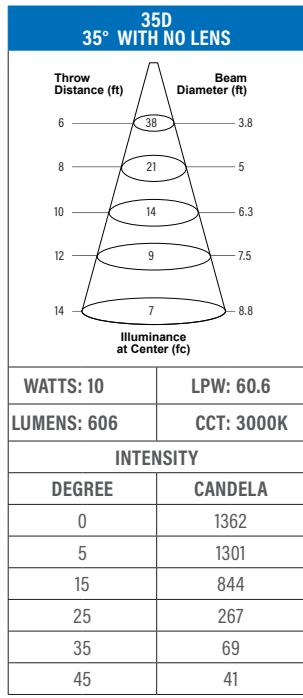 35D
35° WITH NO LENS
Throw Beam
Distance (ft) Diameter (ft)
6 38 3.8
8 21 5
10 14 6.3
12 9 7.5
14 7 8.8
Illuminance
at Center (fc)
WATTS: 10 LPW: 60.6
LUMENS: 606 CCT: 3000K
INTENSITY
DEGREE CANDELA
0 1362
5 1301
15 844
25 267
35 69
45 41